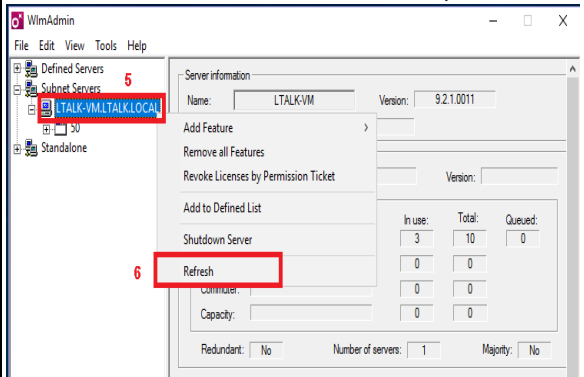 WlmAdmin
File Edit View Tools Help
Defined Servers
5
Subnet Servers
LTALK-VM.LTALK.LOCAL
50
Standalone
Server information
Name: LTALK-VM Version: 9.2.1.0011
Add Feature
Remove all Features
Revoke Licenses by Permission Ticket
Add to Defined List
Shutdown Server
6
Refresh
Version:
In use: Total: Queued:
3 10 0
0 0
Commuter: 0 0
Capacity: 0 0
Redundant: No Number of servers: 1 Majority: No